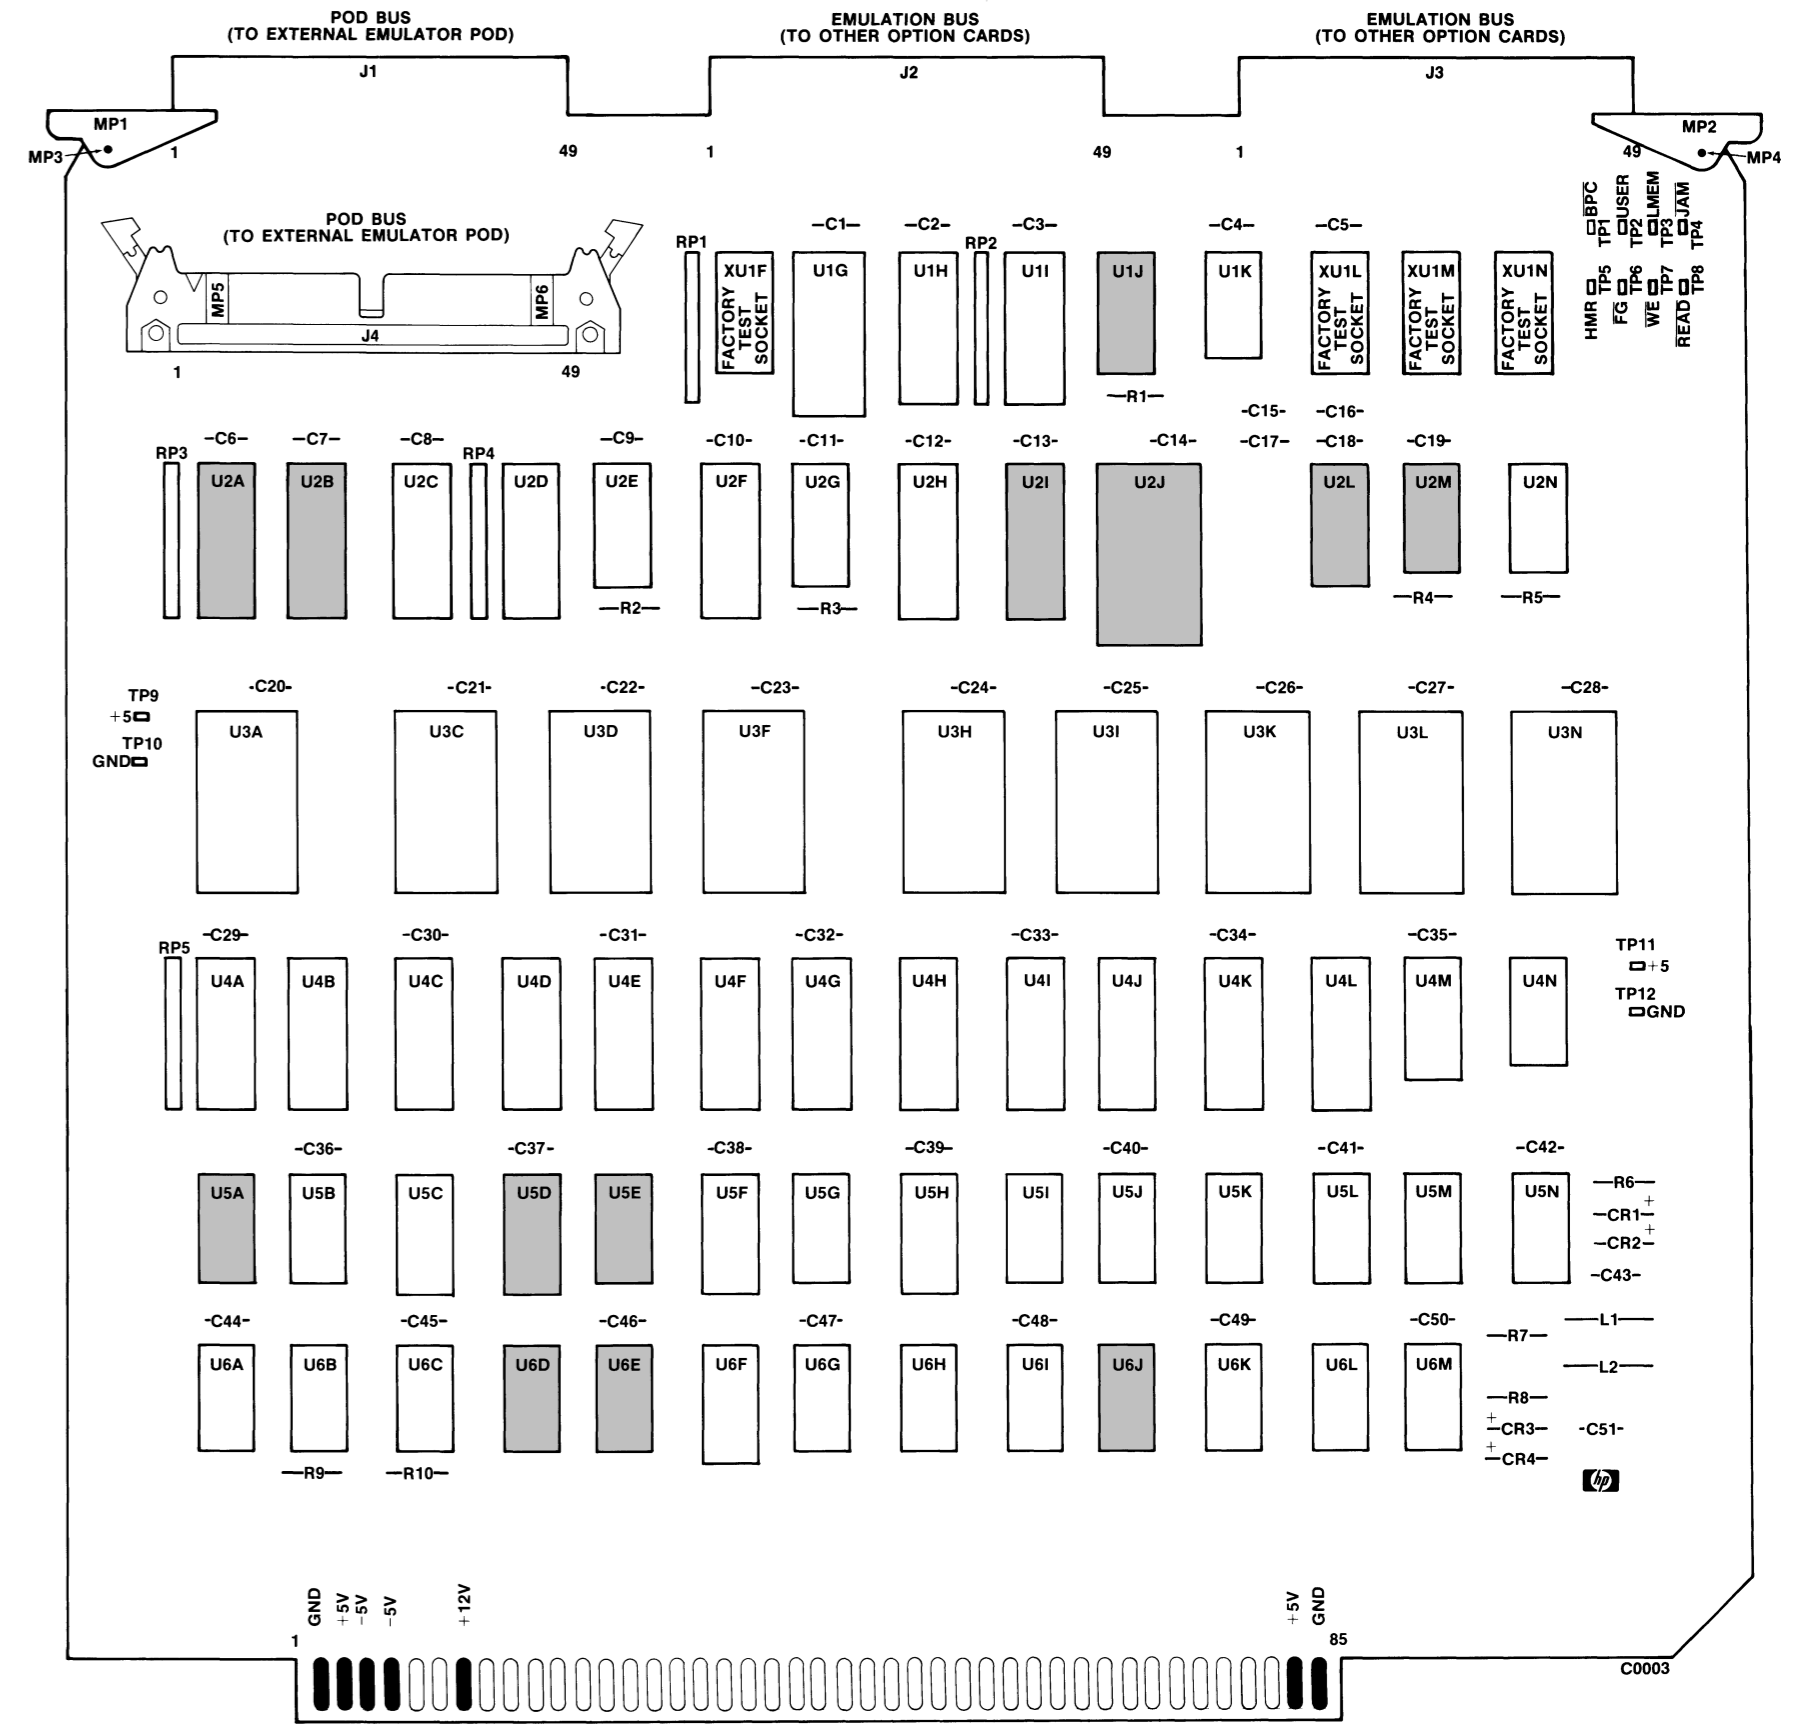 POD BUS
(TO EXTERNAL EMULATOR POD)
EMULATION BUS
(TO OTHER OPTION CARDS)
EMULATION BUS
(TO OTHER OPTION CARDS)
J1 J2 J3
MP1 MP2
MP3 1 49 1 49 1 49 MP4
BPC USER LMEM JAM
TP1 TP2 TP3 TP4
TP5 TP6 TP7 TP8
HMR FG WE READ
POD BUS
(TO EXTERNAL EMULATOR POD)
MP5 MP6
J4
1 49
C1 C2 C3 C4 C5
RP1 RP2
XU1F U1G U1H U1I U1J U1K XU1L XU1M XU1N
FACTORY TEST SOCKET
FACTORY TEST SOCKET
FACTORY TEST SOCKET
FACTORY TEST SOCKET
R1
C15 C16
C6 C7 C8 C9 C10 C11 C12 C13 C14 C17 C18 C19
RP3 RP4
U2A U2B U2C U2D U2E U2F U2G U2H U2I U2J U2L U2M U2N
R2 R3 R4 R5
C20 C21 C22 C23 C24 C25 C26 C27 C28
TP9
+5
TP10
GND
U3A U3C U3D U3F U3H U3I U3K U3L U3N
C29 C30 C31 C32 C33 C34 C35
RP5
TP11
+5
TP12
GND
U4A U4B U4C U4D U4E U4F U4G U4H U4I U4J U4K U4L U4M U4N
C36 C37 C38 C39 C40 C41 C42
U5A U5B U5C U5D U5E U5F U5G U5H U5I U5J U5K U5L U5M U5N
R6
+
CR1
+
CR2
C43
C44 C45 C46 C47 C48 C49 C50
L1
R7
U6A U6B U6C U6D U6E U6F U6G U6H U6I U6J U6K U6L U6M
L2
R8
+
CR3
C51
+
CR4
R9 R10
hp
GND +5V -5V -5V +12V +5V GND
1 85
C0003